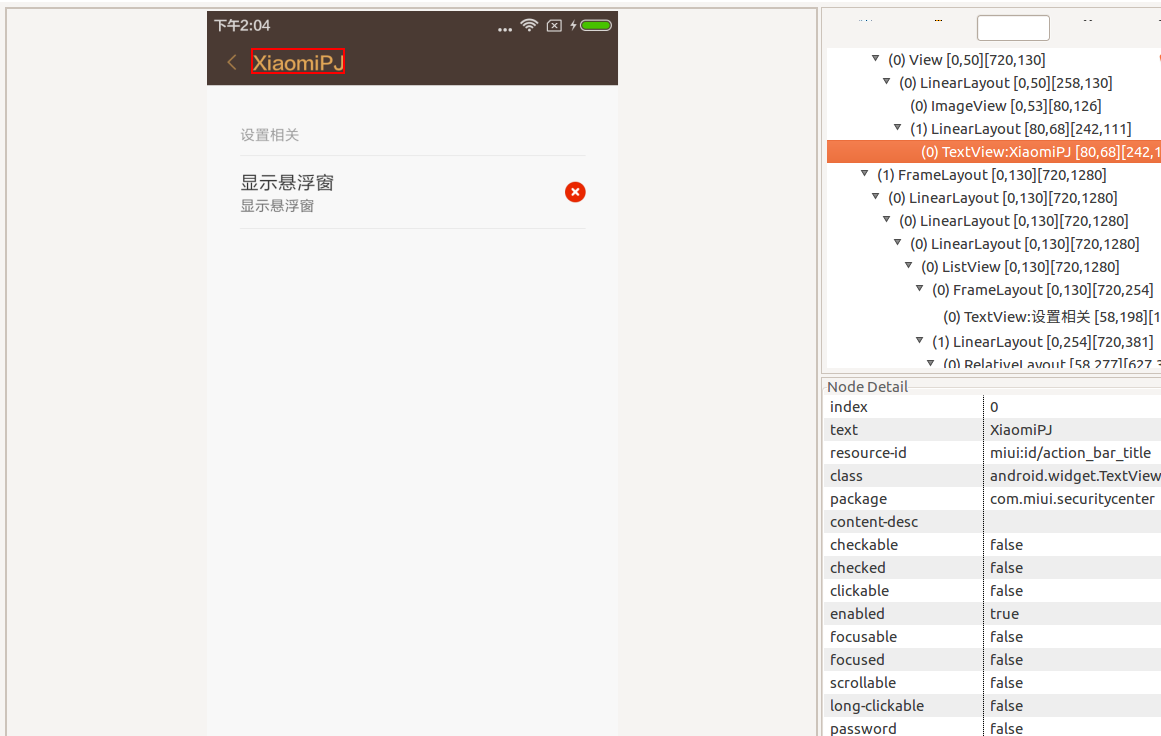 下午2:04
XiaomiPJ
设置相关
显示悬浮窗
显示悬浮窗
(0) View [0,50][720,130]
(0) LinearLayout [0,50][258,130]
(0) ImageView [0,53][80,126]
(1) LinearLayout [80,68][242,111]
(0) TextView:XiaomiPJ [80,68][242,1
(1) FrameLayout [0,130][720,1280]
(0) LinearLayout [0,130][720,1280]
(0) LinearLayout [0,130][720,1280]
(0) LinearLayout [0,130][720,1280]
(0) ListView [0,130][720,1280]
(0) FrameLayout [0,130][720,254]
(0) TextView:设置相关 [58,198][1
(1) LinearLayout [0,254][720,381]
(0) RelativeLayout [58,277][627,3
Node Detail
index 0
text XiaomiPJ
resource-id miui:id/action_bar_title
class android.widget.TextView
package com.miui.securitycenter
content-desc
checkable false
checked false
clickable false
enabled true
focusable false
focused false
scrollable false
long-clickable false
password false